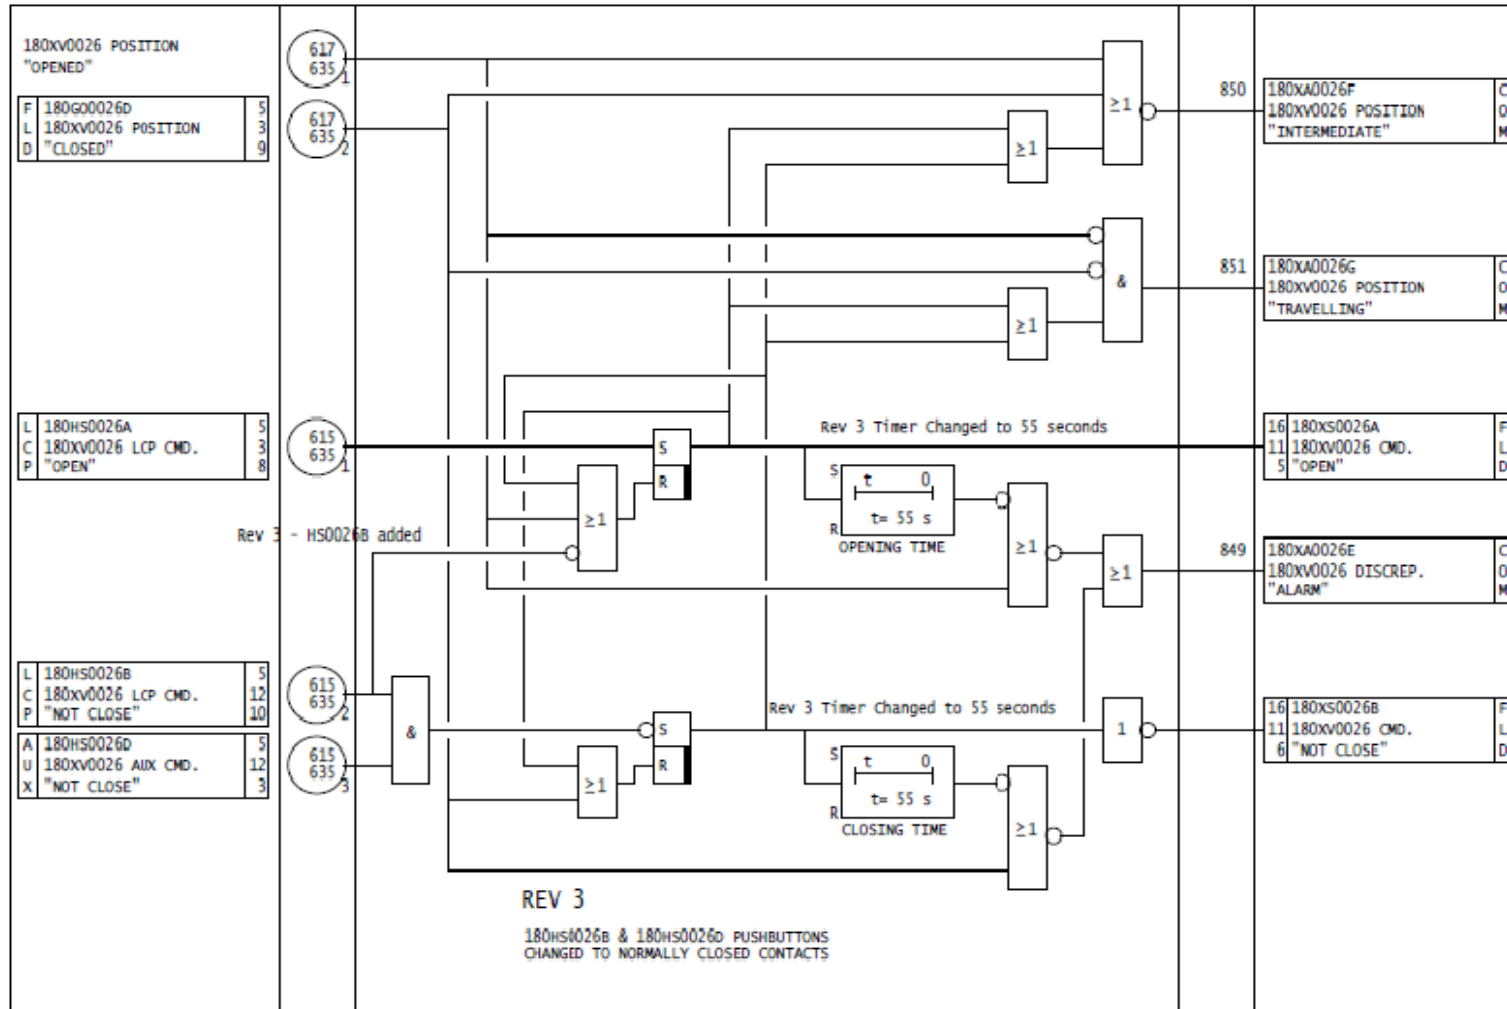 180XV0026 POSITION
"OPENED"
617
635
1
F 180GO0026D 5
L 180XV0026 POSITION 3
D "CLOSED" 9
617
635
2
≥1
≥1
850
180XA0026F C
180XV0026 POSITION O
"INTERMEDIATE" M
&
≥1
851
180XA0026G C
180XV0026 POSITION O
"TRAVELLING" M
L 180HS0026A 5
C 180XV0026 LCP CMD. 3
P "OPEN" 8
615
635
1
S
R
Rev 3 Timer Changed to 55 seconds
16 180XS0026A F
11 180XV0026 CMD. L
5 "OPEN" D
≥1
S
t 0
t= 55 s
R
OPENING TIME
≥1
≥1
Rev 3 - HS0026B added
849
180XA0026E C
180XV0026 DISCREP. O
"ALARM" M
L 180HS0026B 5
C 180XV0026 LCP CMD. 12
P "NOT CLOSE" 10
615
635
2
&
A 180HS0026D 5
U 180XV0026 AUX CMD. 12
X "NOT CLOSE" 3
615
635
3
S
R
≥1
Rev 3 Timer Changed to 55 seconds
1
16 180XS0026B F
11 180XV0026 CMD. L
6 "NOT CLOSE" D
S
t 0
t= 55 s
R
CLOSING TIME
≥1
REV 3
180HS0026B & 180HS0026D PUSHBUTTONS
CHANGED TO NORMALLY CLOSED CONTACTS